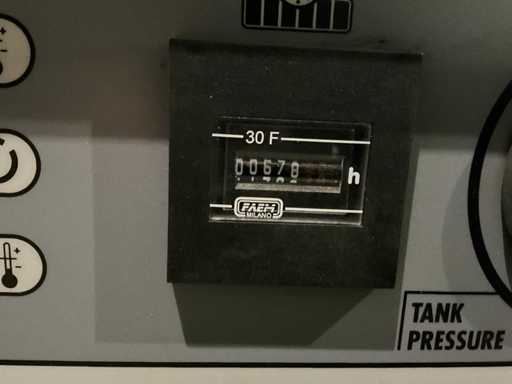 30 F
00678
h
FAEM
MILANO
TANK
PRESSURE